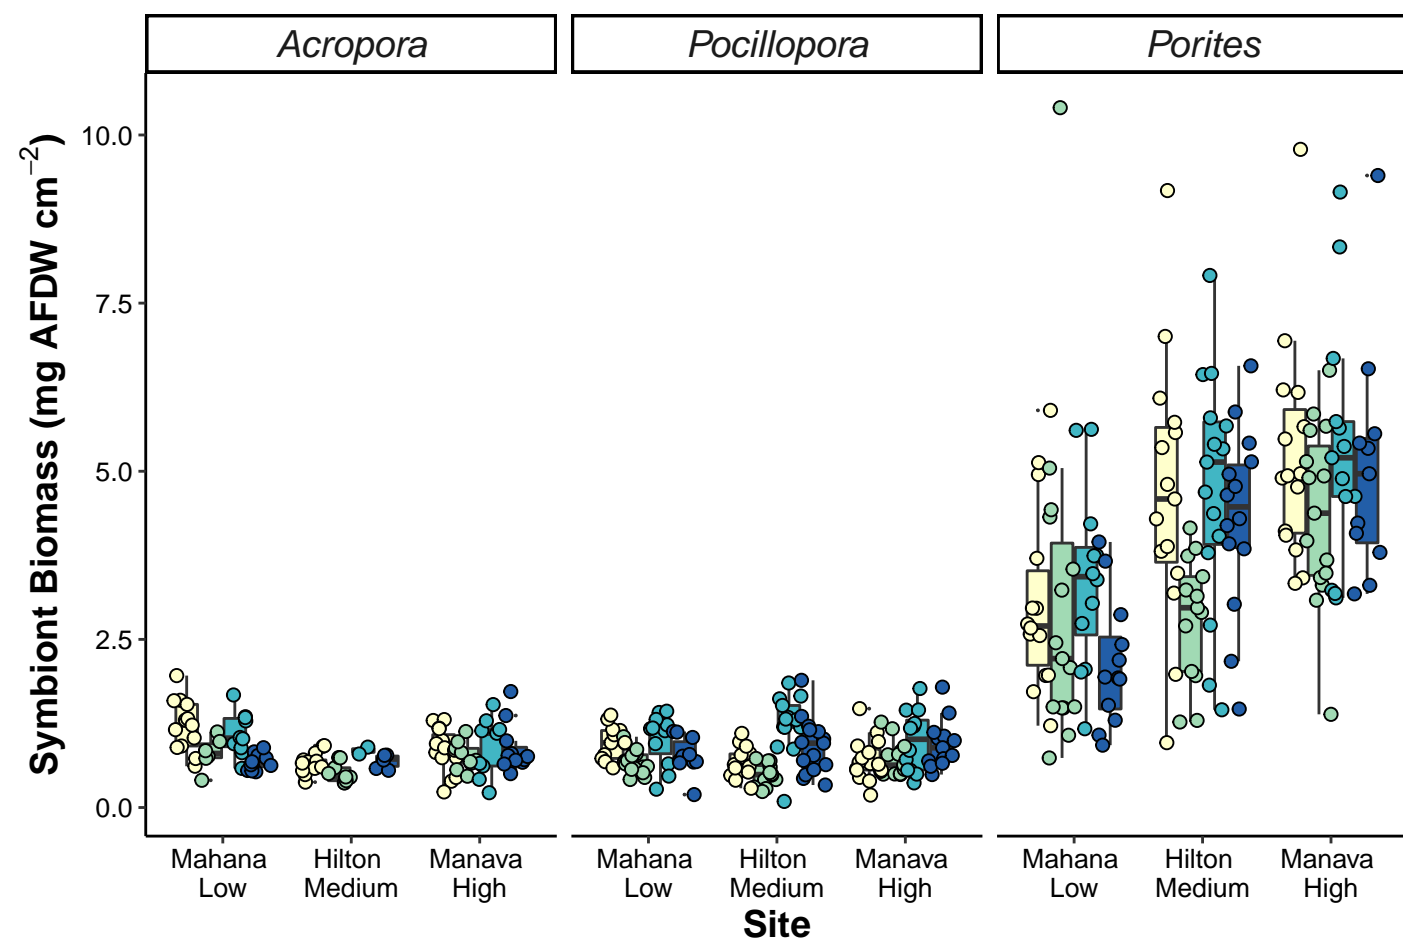 Acropora
Pocillopora
Porites
Symbiont Biomass (mg AFDW cm⁻²)
10.0
7.5
5.0
2.5
0.0
Mahana Low
Hilton Medium
Manava High
Mahana Low
Hilton Medium
Manava High
Mahana Low
Hilton Medium
Manava High
Site